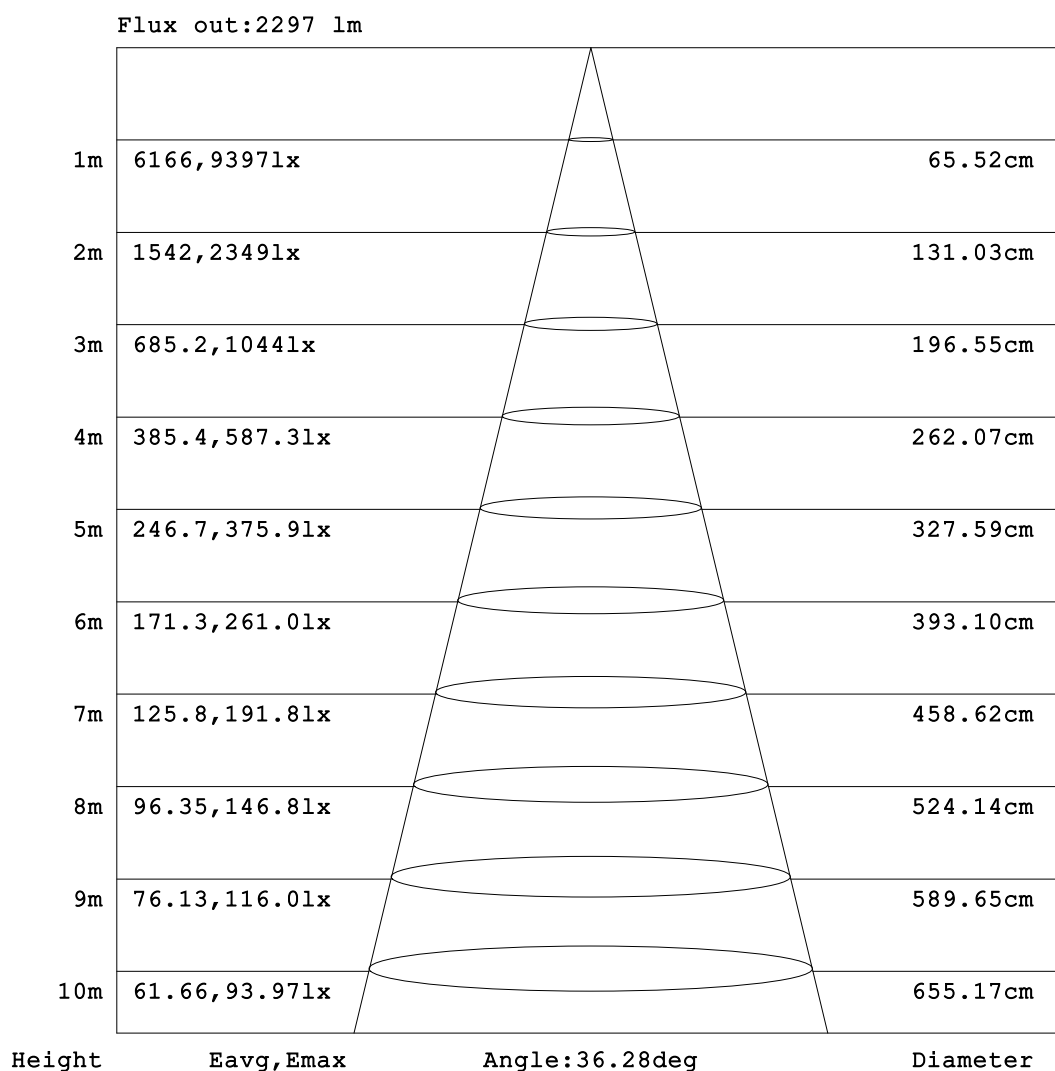 Flux out:2297 lm
1m 6166,9397lx 65.52cm
2m 1542,2349lx 131.03cm
3m 685.2,1044lx 196.55cm
4m 385.4,587.3lx 262.07cm
5m 246.7,375.9lx 327.59cm
6m 171.3,261.0lx 393.10cm
7m 125.8,191.8lx 458.62cm
8m 96.35,146.8lx 524.14cm
9m 76.13,116.0lx 589.65cm
10m 61.66,93.97lx 655.17cm
Height Eavg,Emax Angle:36.28deg Diameter